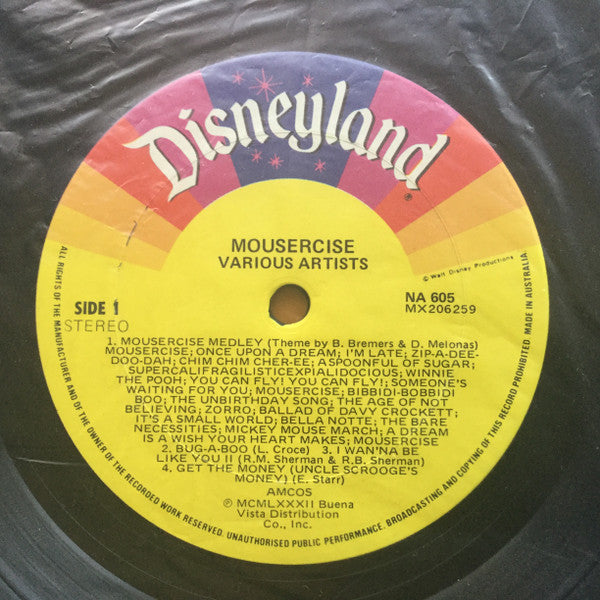 Disneyland®
MOUSERCISE
VARIOUS ARTISTS
© Walt Disney Productions
SIDE 1
STEREO
NA 605
MX206259
1. MOUSERCISE MEDLEY (Theme by B. Bremers & D. Melonas)
MOUSERCISE; ONCE UPON A DREAM; I'M LATE; ZIP-A-DEE-
DOO-DAH; CHIM CHIM CHER-EE; ASPOONFUL OF SUGAR;
SUPERCALIFRAGILISTICEXPIALIDOCIOUS; WINNIE
THE POOH; YOU CAN FLY! YOU CAN FLY!; SOMEONE'S
WAITING FOR YOU; MOUSERCISE; BIBBIDI-BOBBIDI
BOO; THE UNBIRTHDAY SONG; THE AGE OF NOT
BELIEVING; ZORRO; BALLAD OF DAVY CROCKETT;
IT'S A SMALL WORLD; BELLA NOTTE; THE BARE
NECESSITIES; MICKEY MOUSE MARCH; A DREAM
IS A WISH YOUR HEART MAKES; MOUSERCISE
2. BUG-A-BOO (L. Croce) 3. I WAN'NA BE
LIKE YOU II (R.M. SHERMAN & R.B. Sherman)
4. GET THE MONEY (UNCLE SCROOGE'S
MONEY) (E. Starr)
AMCOS
℗ MCMLXXXII Buena
Vista Distribution
Co., Inc.
ALL RIGHTS OF THE MANUFACTURER AND OF THE OWNER OF THE RECORDED WORK RESERVED. UNAUTHORISED PUBLIC PERFORMANCE, BROADCASTING AND COPYING OF THIS RECORD PROHIBITED. MADE IN AUSTRALIA.